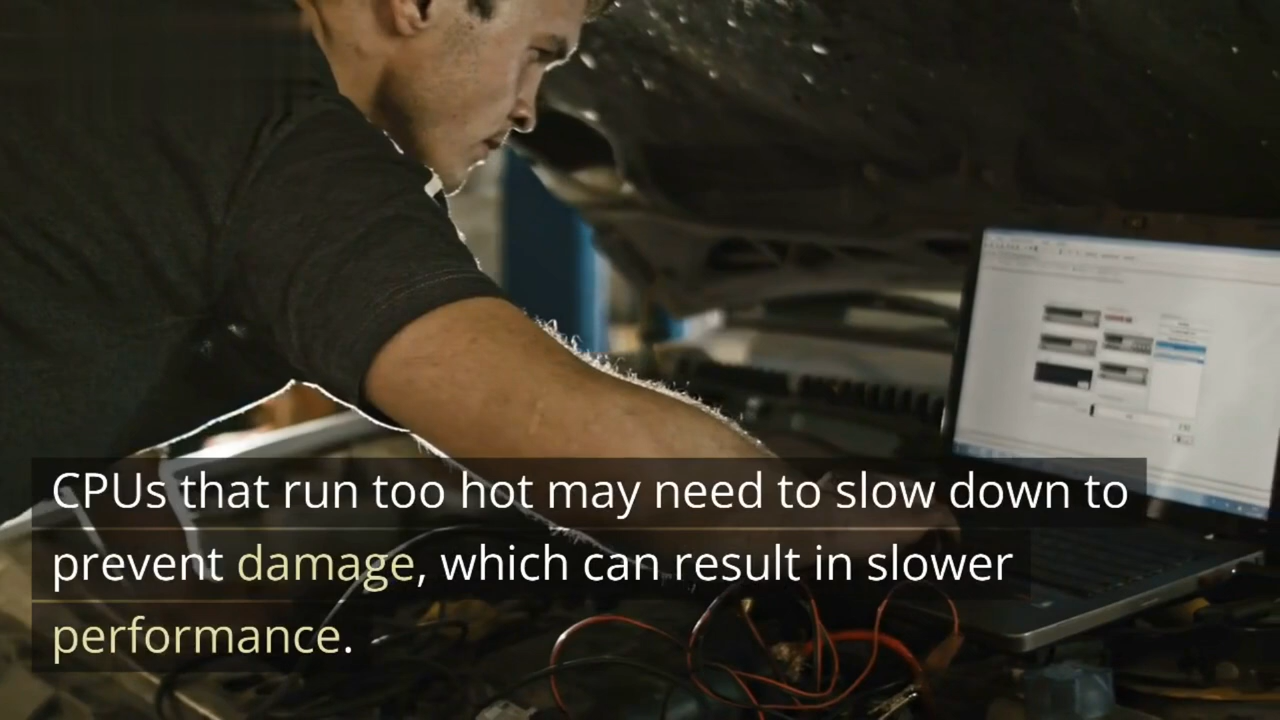 CPUs that run too hot may need to slow down to
prevent damage, which can result in slower
performance.